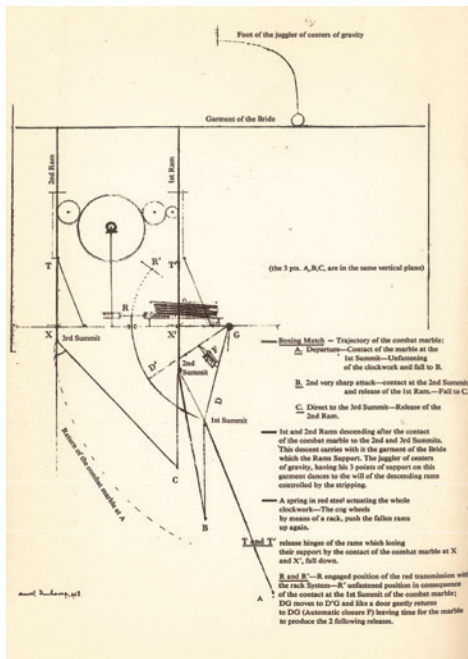 Foot of the juggler of centers of gravity
Garment of the Bride
2nd Ram
1st Ram
R'
T
T'
(the 3 pts. A,B,C, are in the same vertical plane)
R
X
3rd Summit
X'
G
D'
F
2nd
Summit
D
1st Summit
C
B
A
Return of the combat marble at A
Boxing Match — Trajectory of the combat marble:
A. Departure—Contact of the marble at the
1st Summit—Unfastening
of the clockwork and fall to B.
B. 2nd very sharp attack—contact at the 2nd Summit
and release of the 1st Ram.—Fall to C.
C. Direct to the 3rd Summit—Release of the
2nd Ram.
1st and 2nd Rams descending after the contact
of the combat marble to the 2nd and 3rd Summits.
This descent carries with it the garment of the Bride
which the Rams Support. The juggler of centers
of gravity, having his 3 points of support on this
garment dances to the will of the descending rams
controlled by the stripping.
A spring in red steel actuating the whole
clockwork—The cog wheels
by means of a rack, push the fallen rams
up again.
T and T' release hinges of the rams which losing
their support by the contact of the combat marble at X
and X', fall down.
R and R'—R engaged position of the red transmission with
the rack System—R' unfastened position in consequence
of the contact at the 1st Summit of the combat marble;
DG moves to D'G and like a door gently returns
to DG (Automatic closure F) leaving time for the marble
to produce the 2 following releases.
Marcel Duchamp,